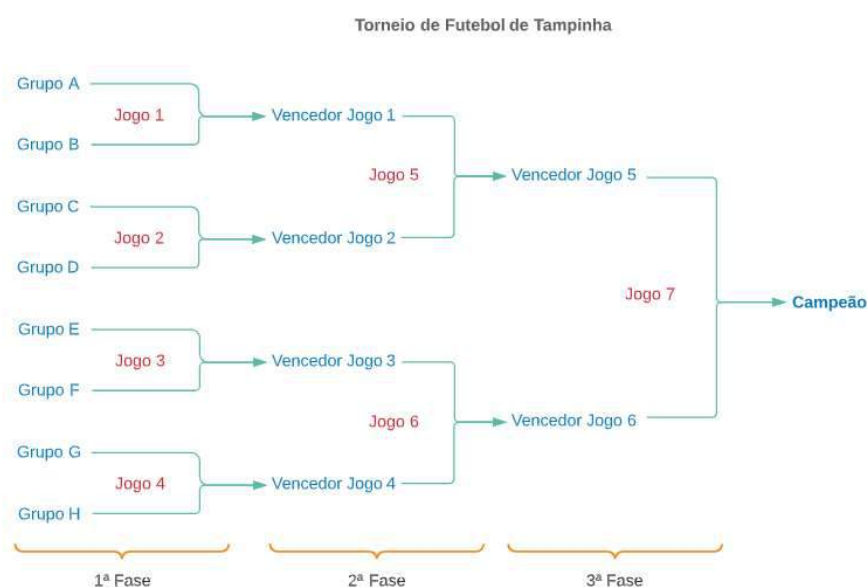 Torneio de Futebol de Tampinha
Grupo A
Jogo 1
Vencedor Jogo 1
Grupo B
Jogo 5
Vencedor Jogo 5
Grupo C
Jogo 2
Vencedor Jogo 2
Grupo D
Jogo 7
Campeão
Grupo E
Jogo 3
Vencedor Jogo 3
Grupo F
Jogo 6
Vencedor Jogo 6
Grupo G
Jogo 4
Vencedor Jogo 4
Grupo H
1ª Fase
2ª Fase
3ª Fase